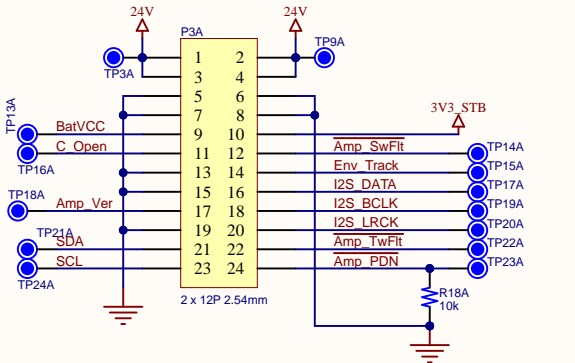 24V 24V
P3A
TP3A 1 2 TP9A
3 4
5 6
7 8
TP13A BatVCC 9 10 3V3_STB
TP16A C_Open 11 12 Amp_SwFlt TP14A
13 14 Env_Track TP15A
15 16 I2S_DATA TP17A
TP18A Amp_Ver 17 18 I2S_BCLK TP19A
19 20 I2S_LRCK TP20A
TP21A SDA 21 22 Amp_TwFlt TP22A
TP24A SCL 23 24 Amp_PDN TP23A
2 x 12P 2.54mm
R18A
10k